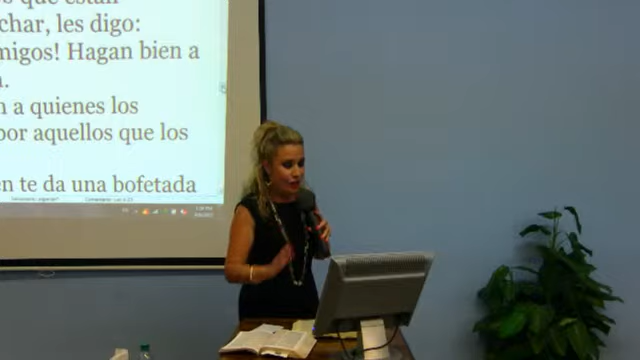 que están
char, les digo:
migos! Hagan bien a
n a quienes los
por aquellos que los
en te da una bofetada